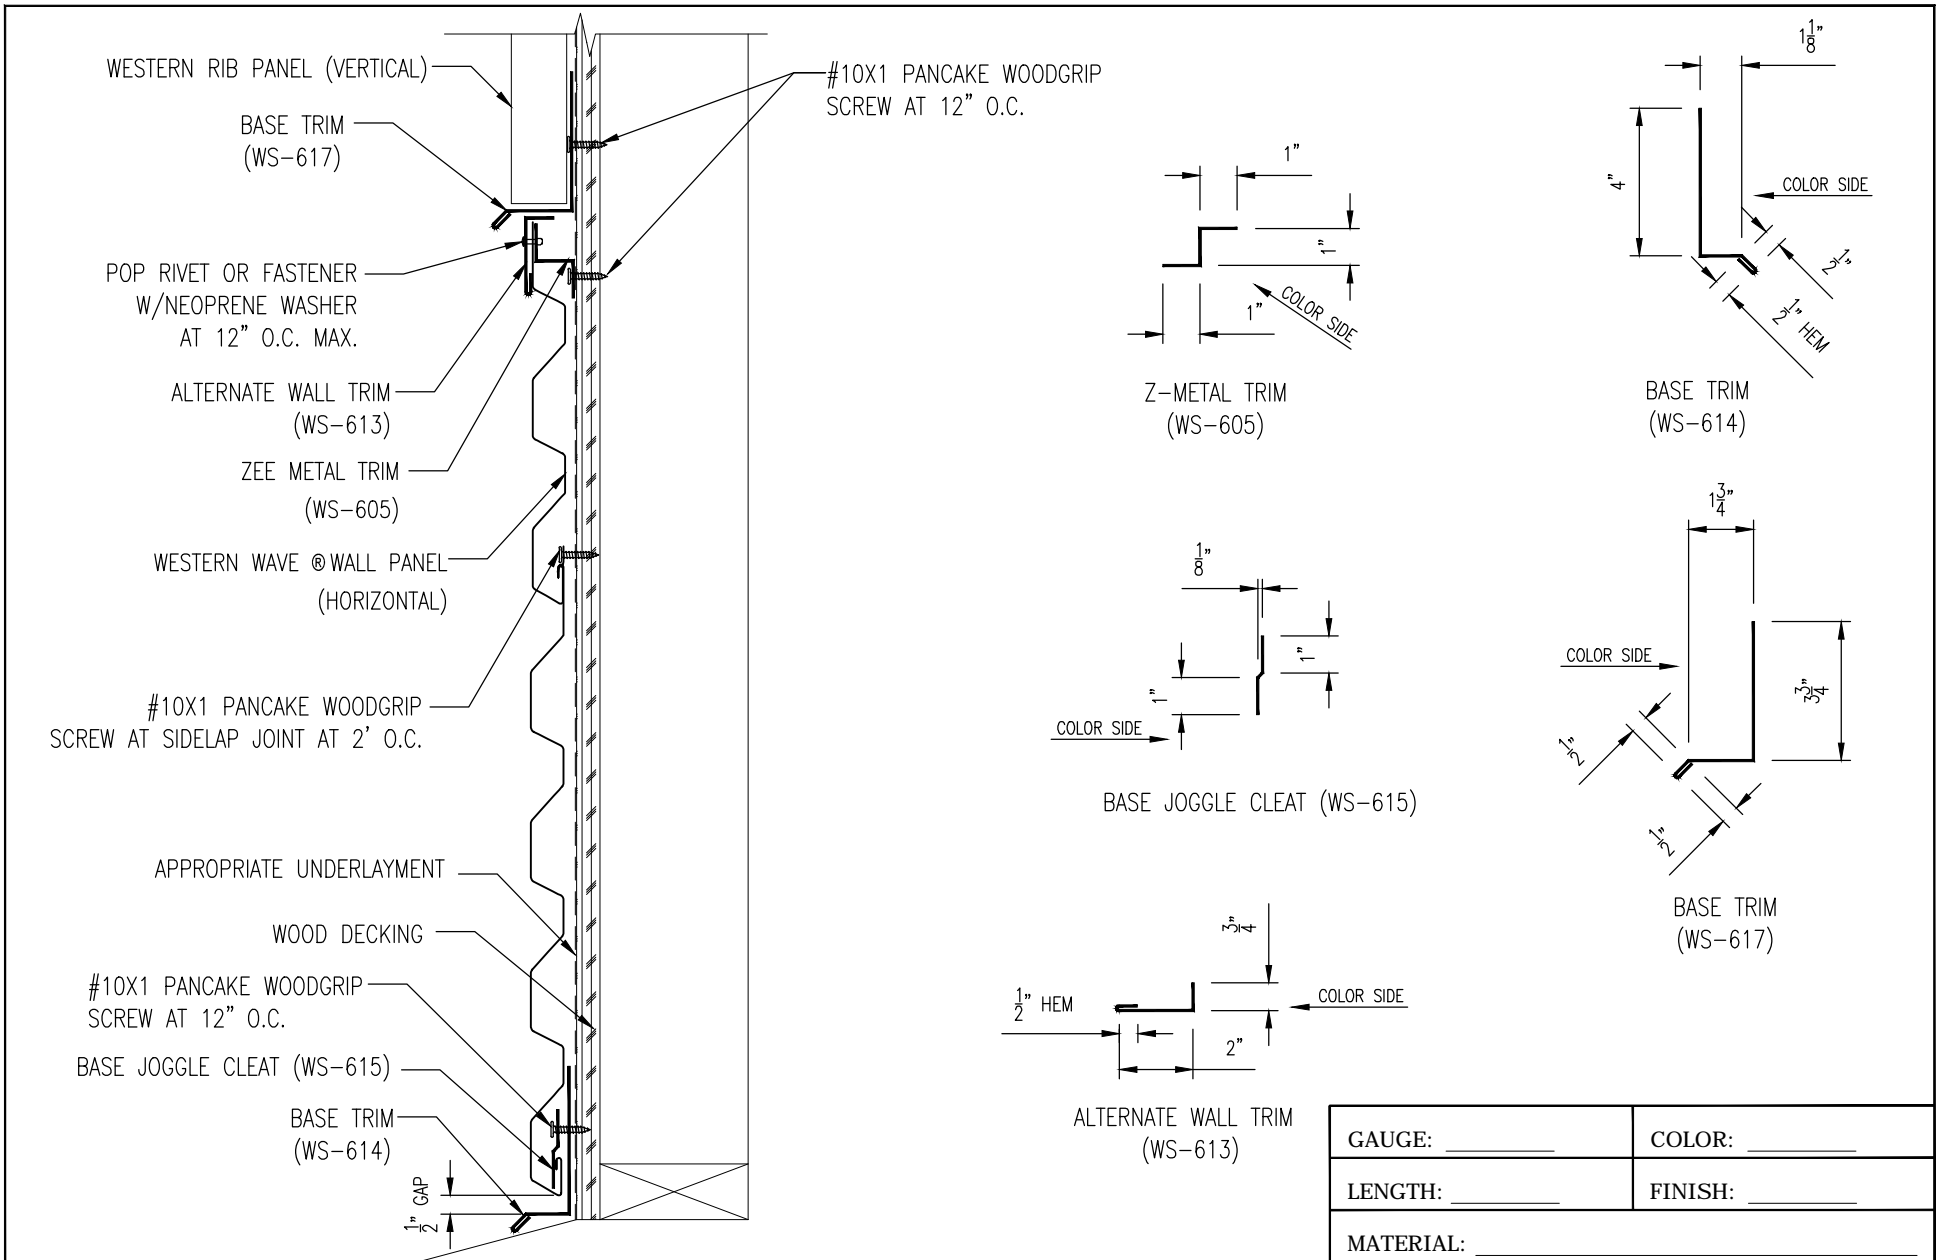 WESTERN RIB PANEL (VERTICAL)
BASE TRIM
(WS-617)
POP RIVET OR FASTENER
W/NEOPRENE WASHER
AT 12" O.C. MAX.
ALTERNATE WALL TRIM
(WS-613)
ZEE METAL TRIM
(WS-605)
WESTERN WAVE ® WALL PANEL
(HORIZONTAL)
#10X1 PANCAKE WOODGRIP
SCREW AT SIDELAP JOINT AT 2' O.C.
APPROPRIATE UNDERLAYMENT
WOOD DECKING
#10X1 PANCAKE WOODGRIP
SCREW AT 12" O.C.
BASE JOGGLE CLEAT (WS-615)
BASE TRIM
(WS-614)
1/2" GAP
#10X1 PANCAKE WOODGRIP
SCREW AT 12" O.C.
1"
1"
1"
COLOR SIDE
Z-METAL TRIM
(WS-605)
1 1/8"
4"
COLOR SIDE
1/2"
1/2" HEM
BASE TRIM
(WS-614)
1/8"
1"
1"
COLOR SIDE
BASE JOGGLE CLEAT (WS-615)
1 3/4"
COLOR SIDE
3 3/4"
1/2"
1/2"
BASE TRIM
(WS-617)
3/4"
1/2" HEM
COLOR SIDE
2"
ALTERNATE WALL TRIM
(WS-613)
GAUGE:
COLOR:
LENGTH:
FINISH:
MATERIAL: